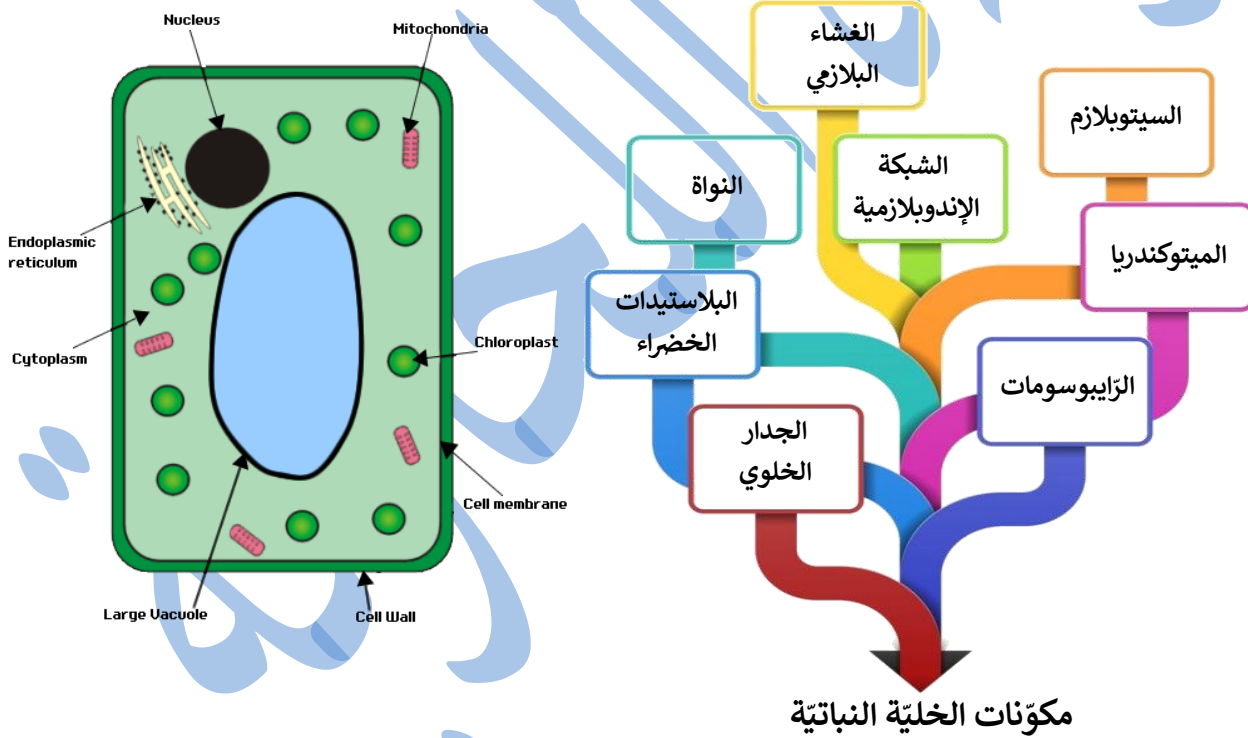 Nucleus
Mitochondria
Endoplasmic
reticulum
Cytoplasm
Chloroplast
Cell membrane
Large Vacuole
Cell Wall
الغشاء
البلازمي
السيتوبلازم
الشبكة
الإندوبلازمية
النواة
الميتوكندريا
البلاستيدات
الخضراء
الرّايبوسومات
الجدار
الخلوي
مكوّنات الخليّة النباتيّة